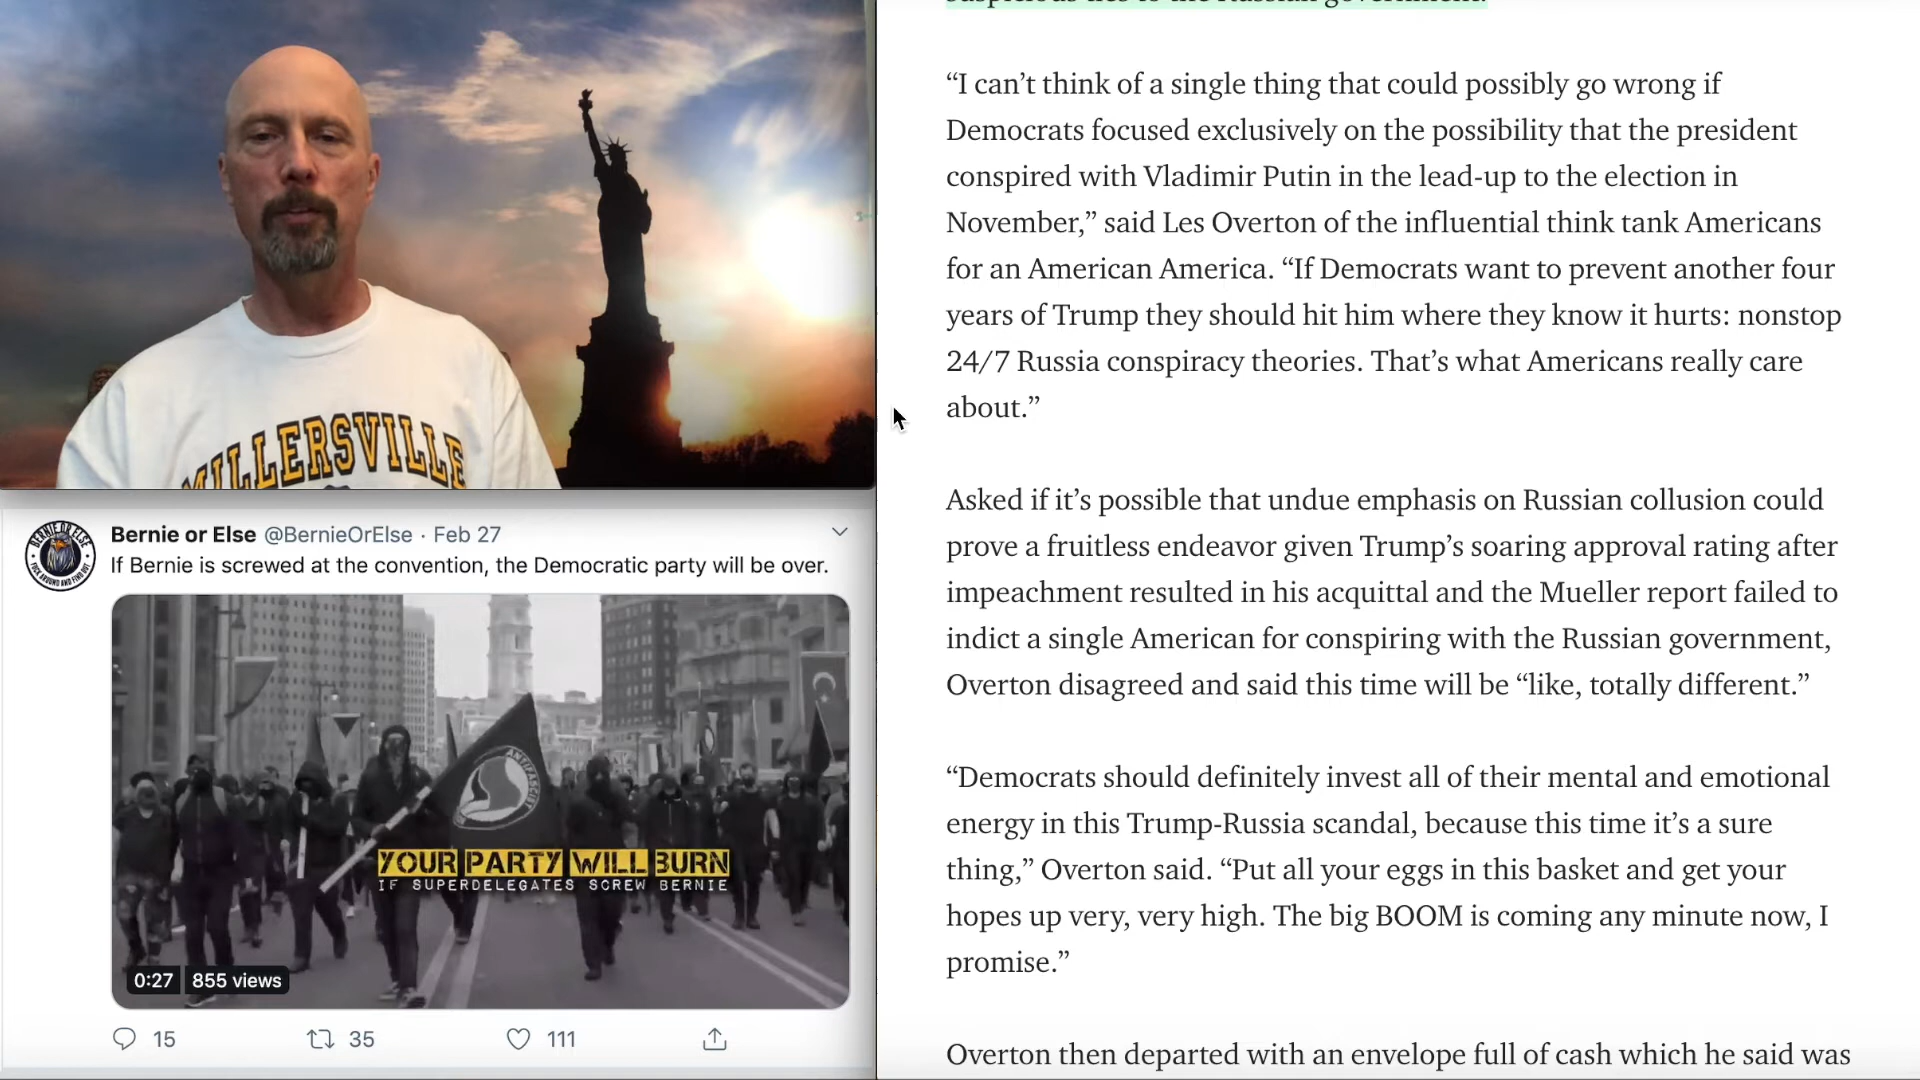 MILLERSVILLE
Bernie or Else @BernieOrElse · Feb 27
If Bernie is screwed at the convention, the Democratic party will be over.
BERNIE OR ELSE
ANTIFASCIST
YOUR PARTY WILL BURN
IF SUPERDELEGATES SCREW BERNIE
0:27 855 views
15 35 111
“I can’t think of a single thing that could possibly go wrong if
Democrats focused exclusively on the possibility that the president
conspired with Vladimir Putin in the lead-up to the election in
November,” said Les Overton of the influential think tank Americans
for an American America. “If Democrats want to prevent another four
years of Trump they should hit him where they know it hurts: nonstop
24/7 Russia conspiracy theories. That’s what Americans really care
about.”
Asked if it’s possible that undue emphasis on Russian collusion could
prove a fruitless endeavor given Trump’s soaring approval rating after
impeachment resulted in his acquittal and the Mueller report failed to
indict a single American for conspiring with the Russian government,
Overton disagreed and said this time will be “like, totally different.”
“Democrats should definitely invest all of their mental and emotional
energy in this Trump-Russia scandal, because this time it’s a sure
thing,” Overton said. “Put all your eggs in this basket and get your
hopes up very, very high. The big BOOM is coming any minute now, I
promise.”
Overton then departed with an envelope full of cash which he said was